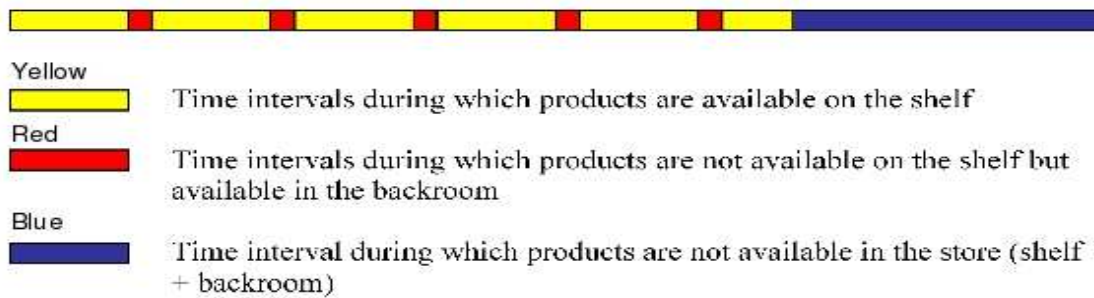 Yellow
Time intervals during which products are available on the shelf
Red
Time intervals during which products are not available on the shelf but
available in the backroom
Blue
Time interval during which products are not available in the store (shelf
+ backroom)